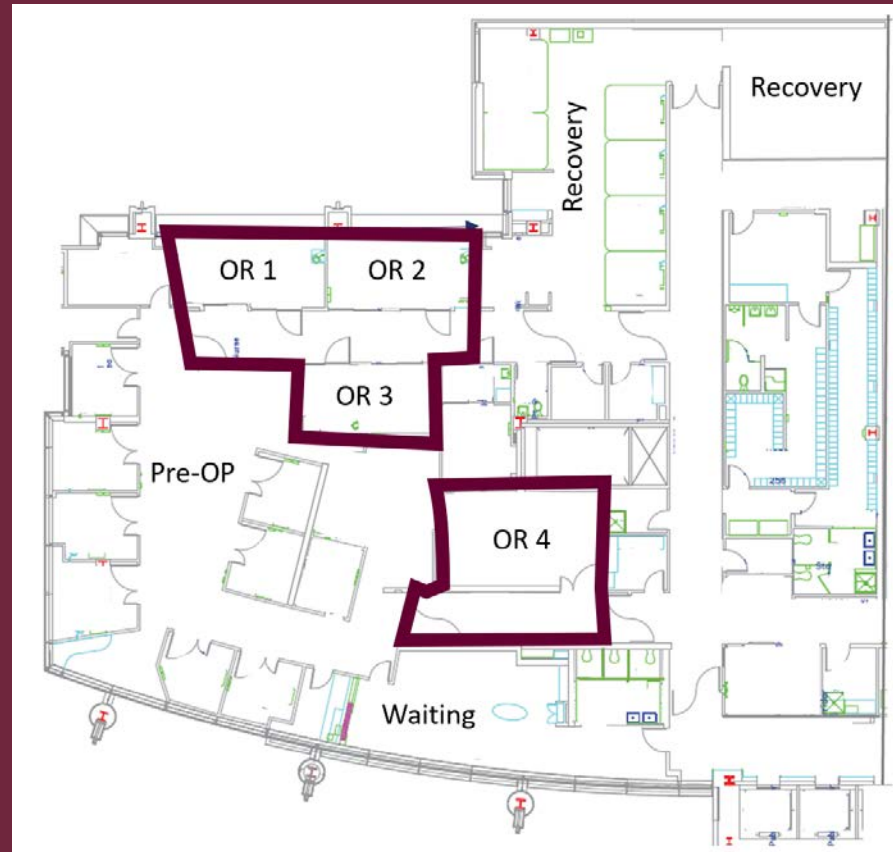 Recovery
Recovery
OR 1
OR 2
OR 3
Pre-OP
OR 4
Waiting